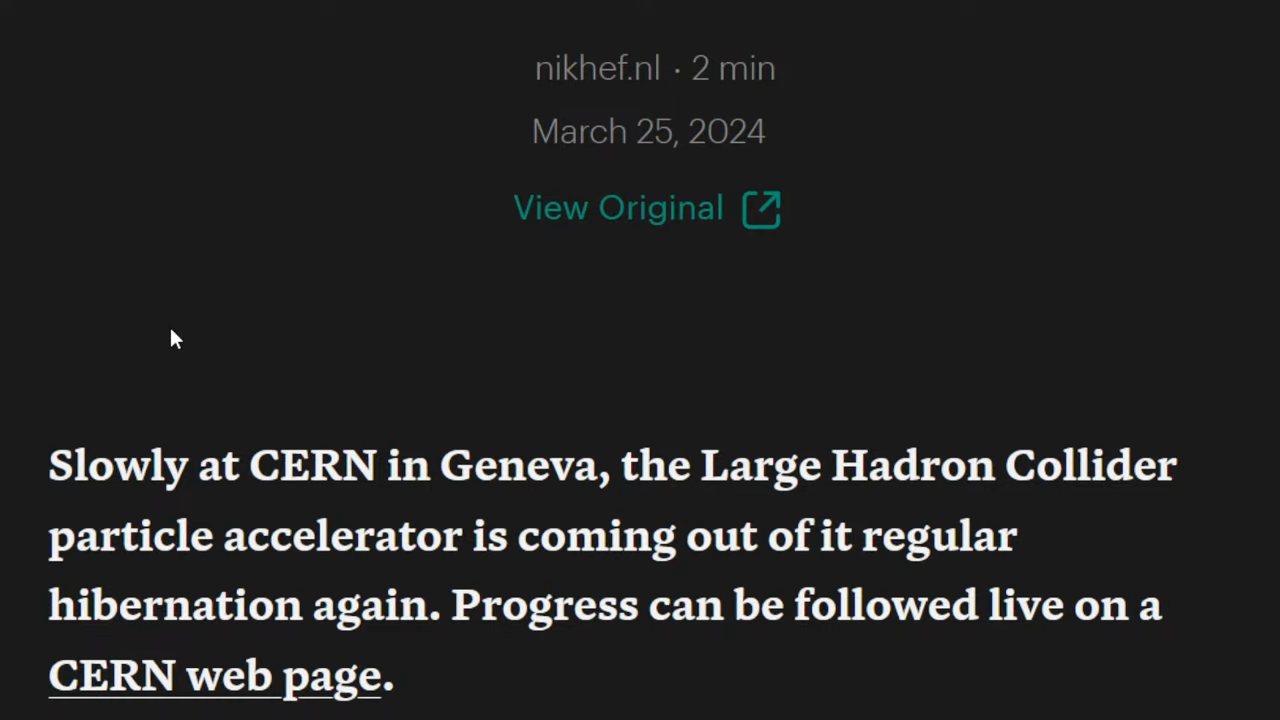 nikhef.nl · 2 min
March 25, 2024
View Original
Slowly at CERN in Geneva, the Large Hadron Collider
particle accelerator is coming out of it regular
hibernation again. Progress can be followed live on a
CERN web page.